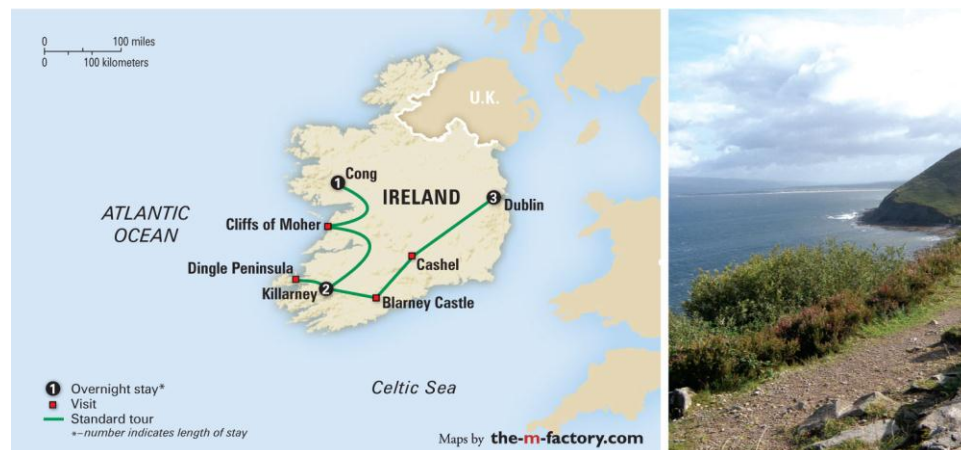 0 100 miles
0 100 kilometers
U.K.
1 Cong
IRELAND
3 Dublin
ATLANTIC
OCEAN
Cliffs of Moher
Cashel
Dingle Peninsula
Killarney 2
Blarney Castle
Celtic Sea
1 Overnight stay*
Visit
Standard tour
*–number indicates length of stay
Maps by the-m-factory.com